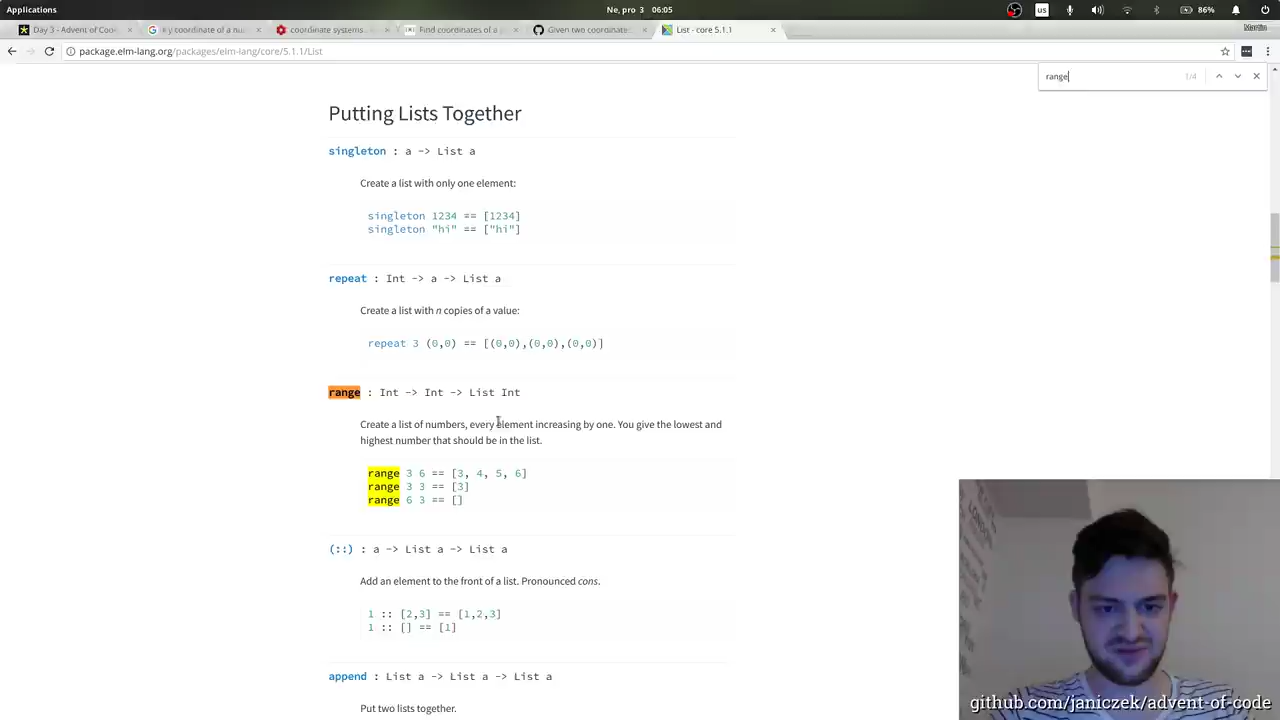 Applications
Ne, pro 3 06:05
us
86%
Day 3 - Advent of Cod
x y coordinate of a nu
coordinate systems
Find coordinates of a
Given two coordinate
List - core 5.1.1
Martin
package.elm-lang.org/packages/elm-lang/core/5.1.1/List
range
1/4
Putting Lists Together
singleton : a -> List a
Create a list with only one element:
singleton 1234 == [1234]
singleton "hi" == ["hi"]
repeat : Int -> a -> List a
Create a list with n copies of a value:
repeat 3 (0,0) == [(0,0),(0,0),(0,0)]
range : Int -> Int -> List Int
Create a list of numbers, every element increasing by one. You give the lowest and
highest number that should be in the list.
range 3 6 == [3, 4, 5, 6]
range 3 3 == [3]
range 6 3 == []
(::) : a -> List a -> List a
Add an element to the front of a list. Pronounced cons.
1 :: [2,3] == [1,2,3]
1 :: [] == [1]
append : List a -> List a -> List a
Put two lists together.
github.com/janiczek/advent-of-code